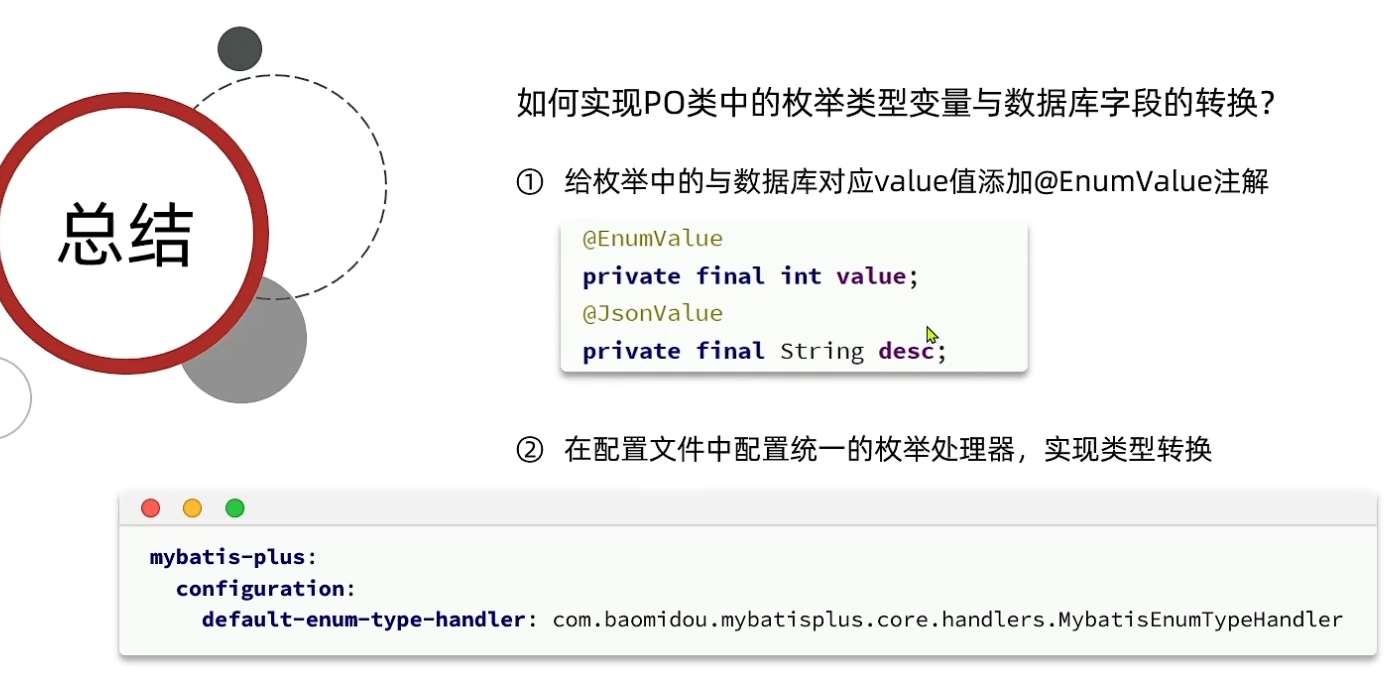 总结
如何实现PO类中的枚举类型变量与数据库字段的转换？
① 给枚举中的与数据库对应value值添加@EnumValue注解
@EnumValue
private final int value;
@JsonValue
private final String desc;
② 在配置文件中配置统一的枚举处理器，实现类型转换
mybatis-plus:
  configuration:
    default-enum-type-handler: com.baomidou.mybatisplus.core.handlers.MybatisEnumTypeHandler